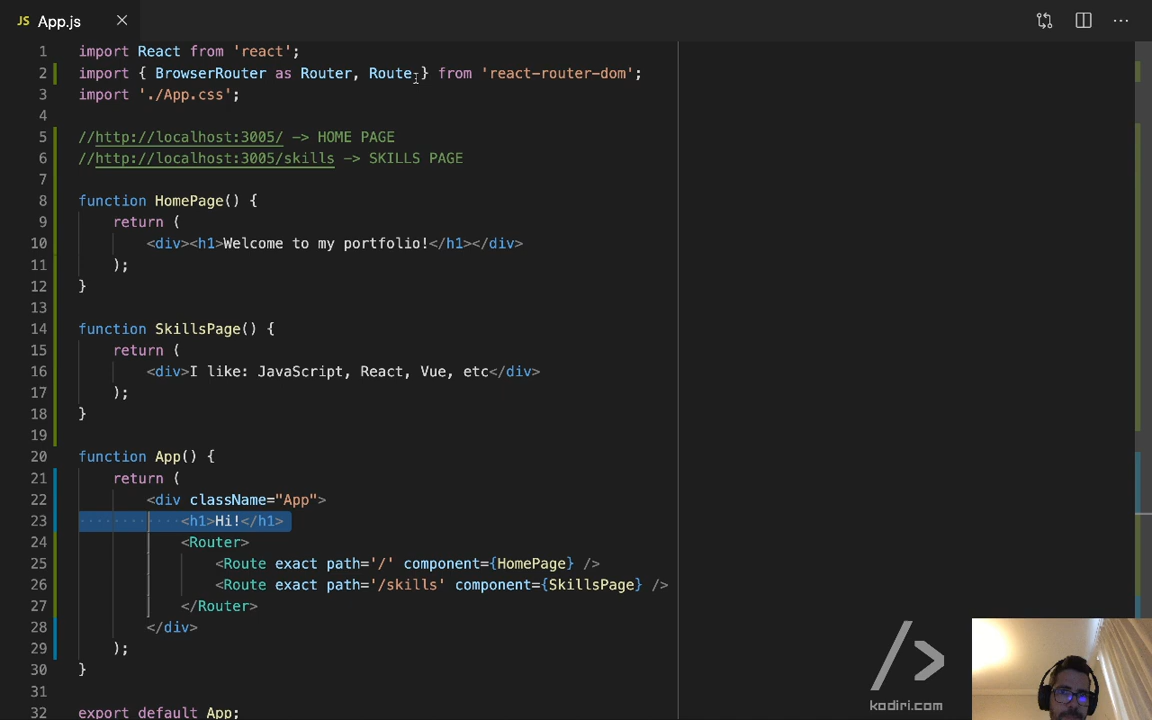 JS App.js
1 import React from 'react';
2 import { BrowserRouter as Router, Route } from 'react-router-dom';
3 import './App.css';
4
5 //http://localhost:3005/ -> HOME PAGE
6 //http://localhost:3005/skills -> SKILLS PAGE
7
8 function HomePage() {
9 return (
10 <div><h1>Welcome to my portfolio!</h1></div>
11 );
12 }
13
14 function SkillsPage() {
15 return (
16 <div>I like: JavaScript, React, Vue, etc</div>
17 );
18 }
19
20 function App() {
21 return (
22 <div className="App">
23 <h1>Hi!</h1>
24 <Router>
25 <Route exact path='/' component={HomePage} />
26 <Route exact path='/skills' component={SkillsPage} />
27 </Router>
28 </div>
29 );
30 }
31
32 export default App;
kodiri.com